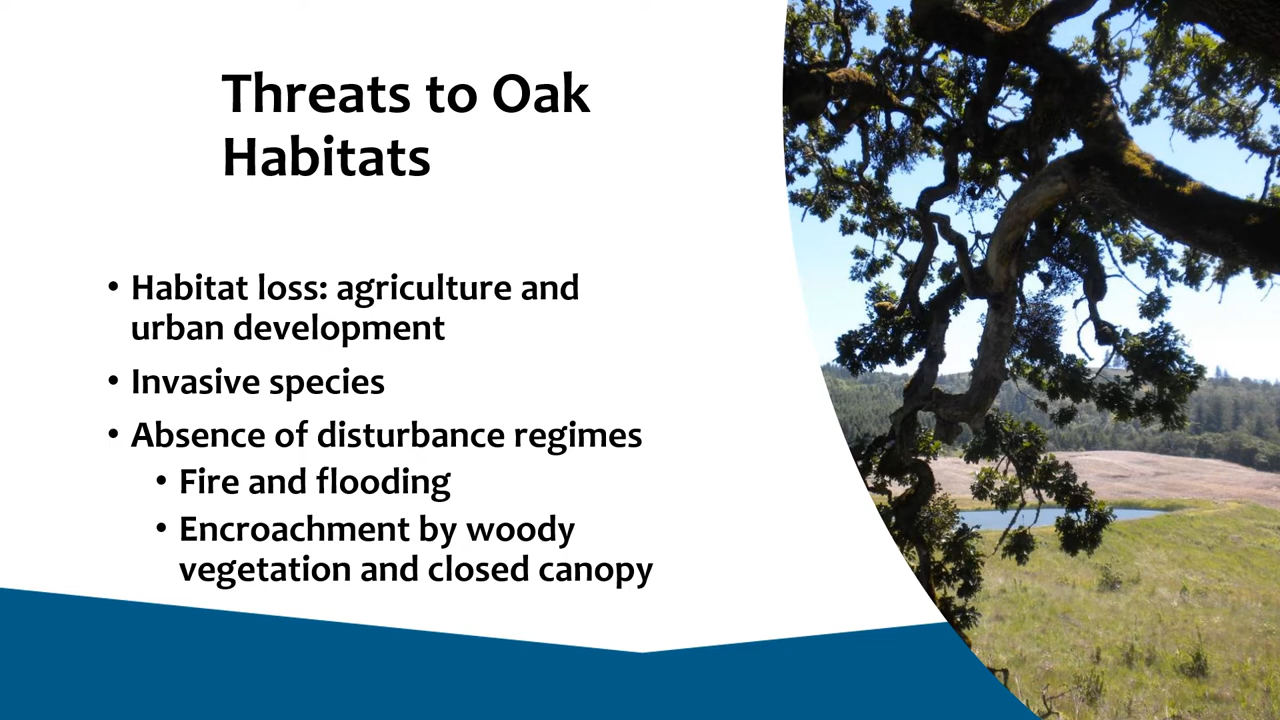 Threats to Oak
Habitats
• Habitat loss: agriculture and
urban development
• Invasive species
• Absence of disturbance regimes
• Fire and flooding
• Encroachment by woody
vegetation and closed canopy